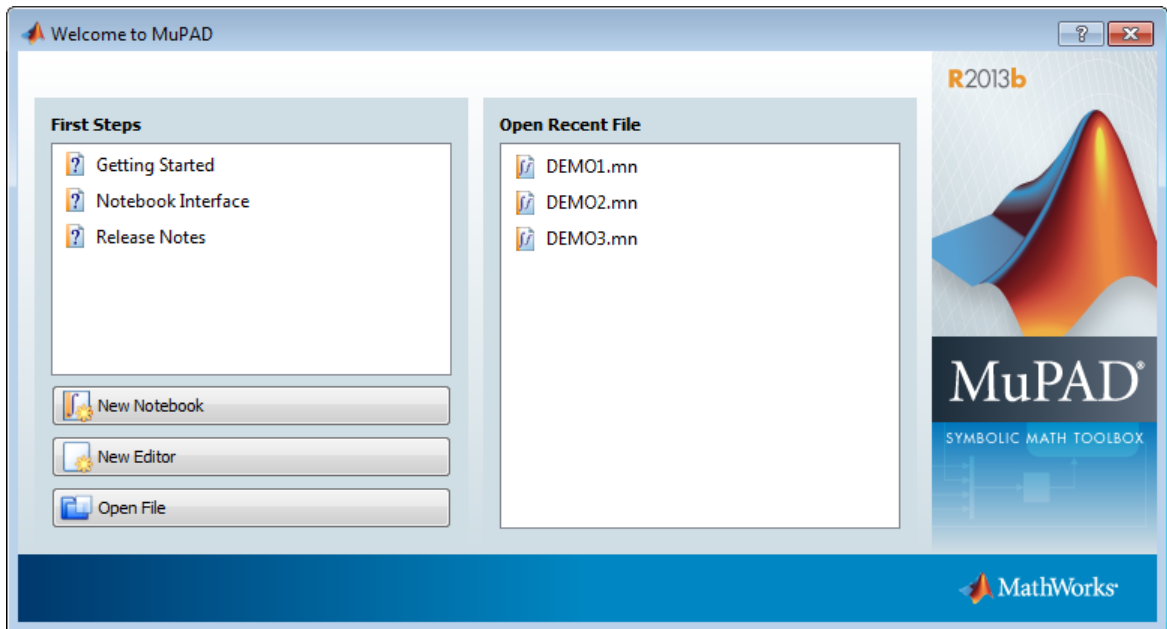 Welcome to MuPAD
?
R2013b
First Steps
Getting Started
Notebook Interface
Release Notes
New Notebook
New Editor
Open File
Open Recent File
DEMO1.mn
DEMO2.mn
DEMO3.mn
MuPAD®
SYMBOLIC MATH TOOLBOX
MathWorks®